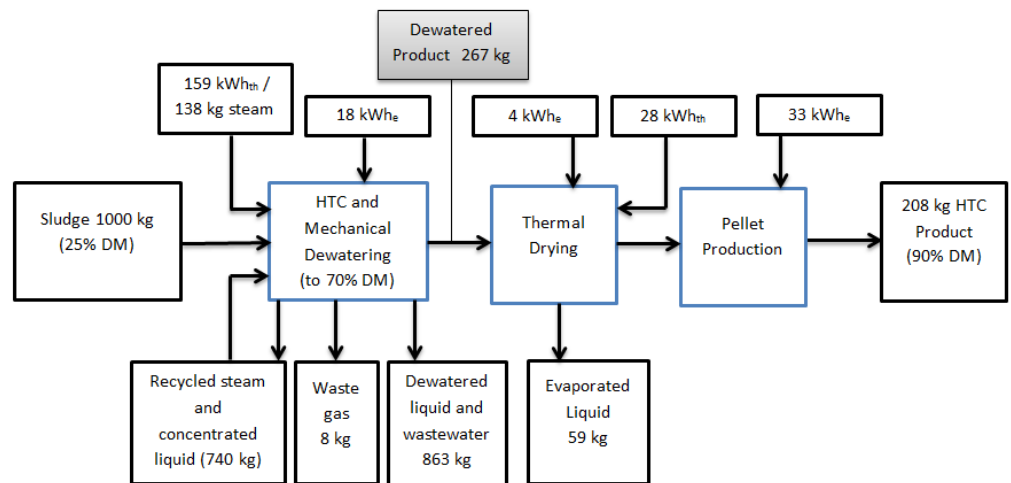 Dewatered
Product 267 kg
159 kWhth /
138 kg steam
18 kWhe
4 kWhe
28 kWhth
33 kWhe
Sludge 1000 kg
(25% DM)
HTC and
Mechanical
Dewatering
(to 70% DM)
Thermal
Drying
Pellet
Production
208 kg HTC
Product
(90% DM)
Recycled steam
and
concentrated
liquid (740 kg)
Waste
gas
8 kg
Dewatered
liquid and
wastewater
863 kg
Evaporated
Liquid
59 kg